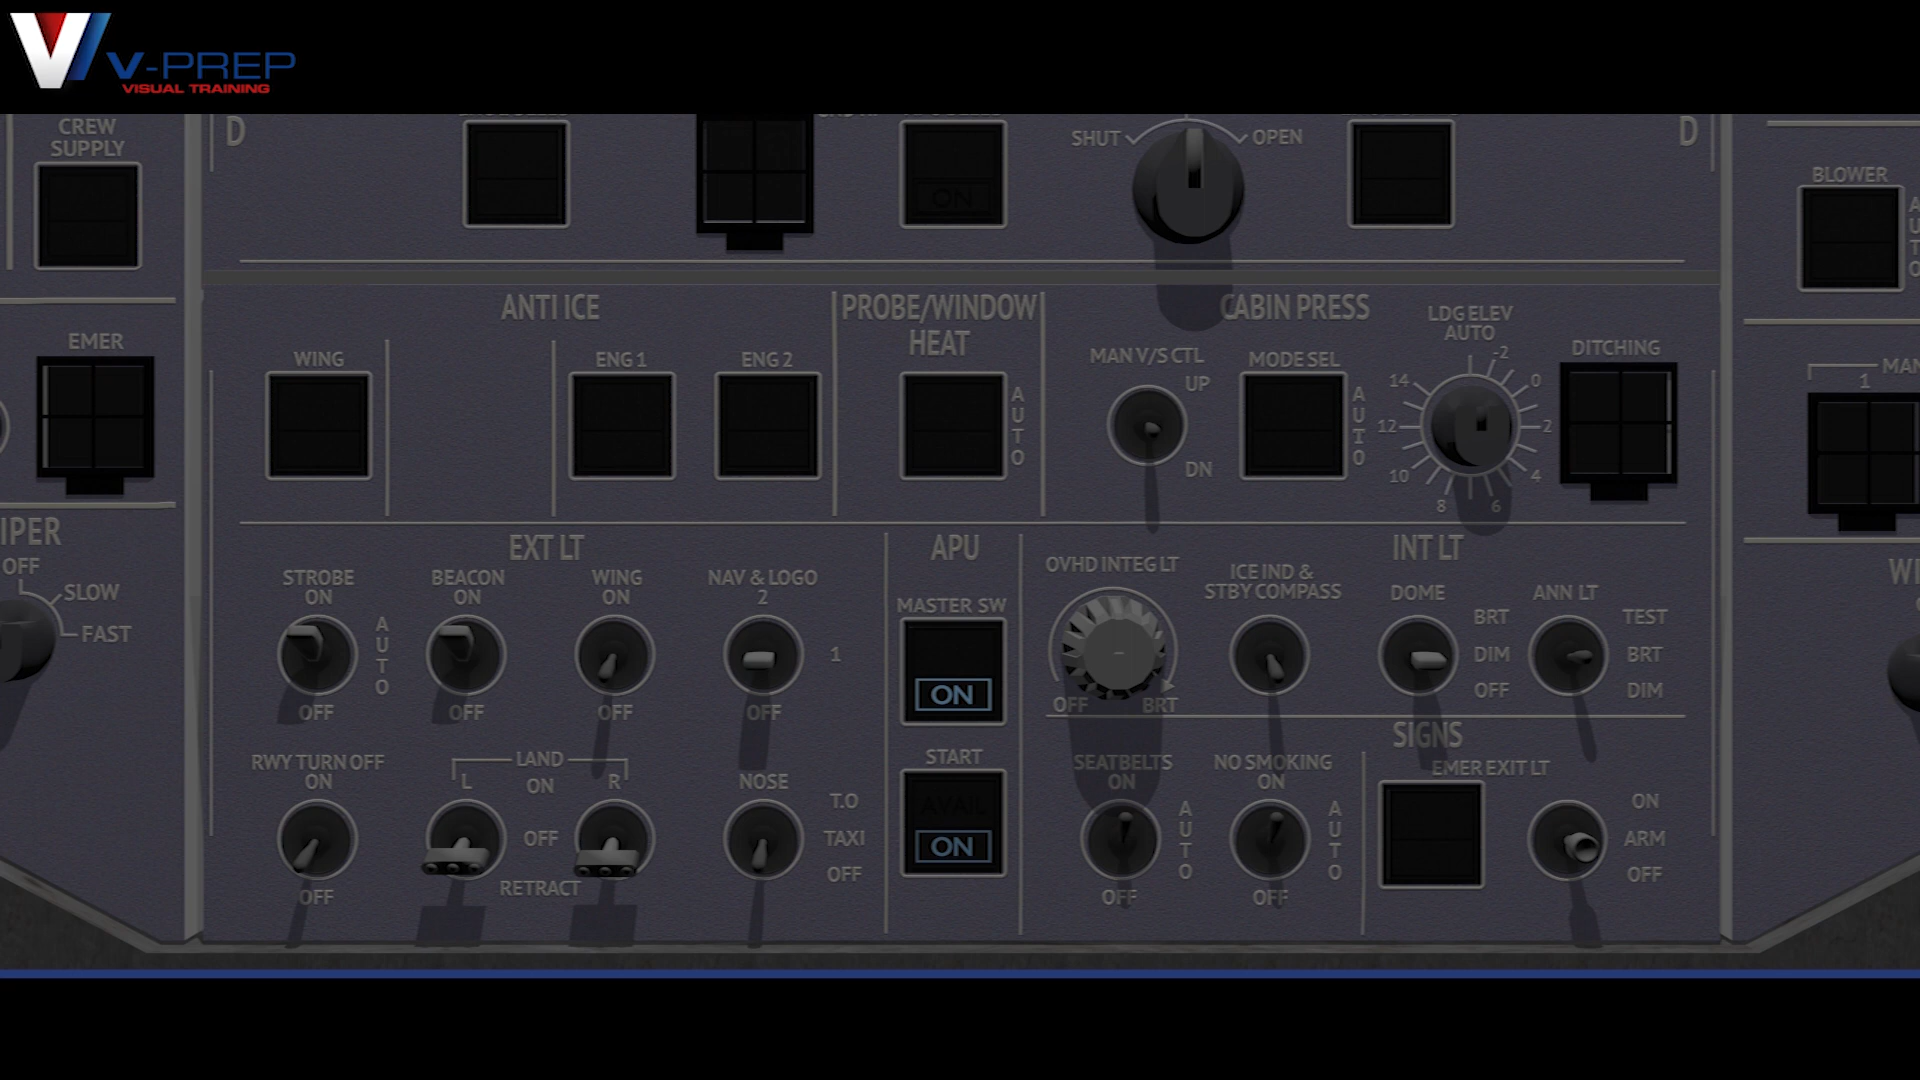 V-PREP
VISUAL TRAINING
CREW
SUPPLY
D
ON
SHUT
OPEN
D
BLOWER
AUTO
EMER
ANTI ICE
WING
ENG 1
ENG 2
PROBE/WINDOW
HEAT
AUTO
CABIN PRESS
MAN V/S CTL
UP
DN
MODE SEL
AUTO
LDG ELEV
AUTO
-2
0
2
4
6
8
10
12
14
DITCHING
MAN
1
IPER
OFF
SLOW
FAST
EXT LT
STROBE
ON
AUTO
OFF
BEACON
ON
OFF
WING
ON
OFF
NAV & LOGO
2
1
OFF
RWY TURN OFF
ON
OFF
LAND
L
ON
R
OFF
RETRACT
NOSE
T.O
TAXI
OFF
APU
MASTER SW
ON
START
AVAIL
ON
INT LT
OVHD INTEG LT
OFF
BRT
ICE IND &
STBY COMPASS
DOME
BRT
DIM
OFF
ANN LT
TEST
BRT
DIM
SIGNS
SEATBELTS
ON
AUTO
OFF
NO SMOKING
ON
AUTO
OFF
EMER EXIT LT
ON
ARM
OFF
WI